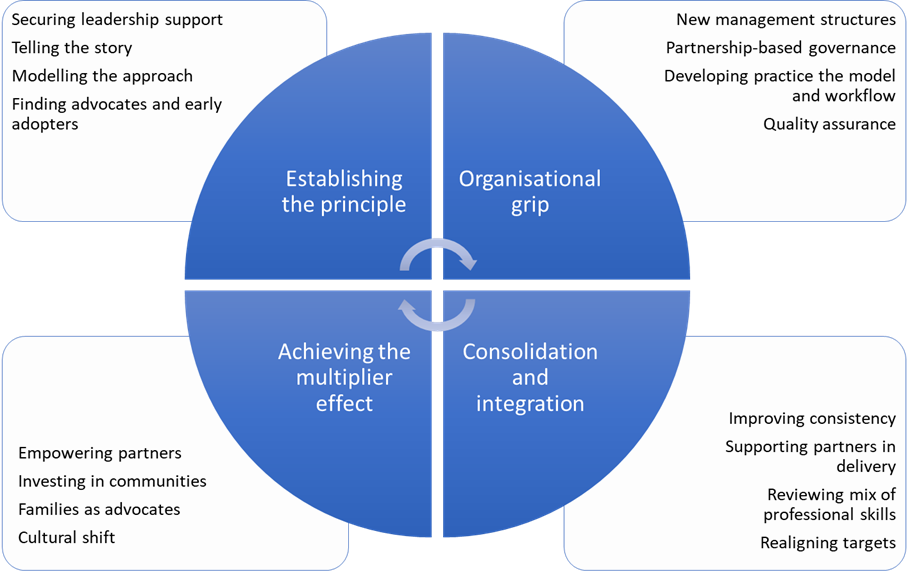 Securing leadership support
Telling the story
Modelling the approach
Finding advocates and early
adopters
New management structures
Partnership-based governance
Developing practice the model
and workflow
Quality assurance
Establishing
the principle
Organisational
grip
Achieving the
multiplier
effect
Consolidation
and
integration
Empowering partners
Investing in communities
Families as advocates
Cultural shift
Improving consistency
Supporting partners in
delivery
Reviewing mix of
professional skills
Realigning targets